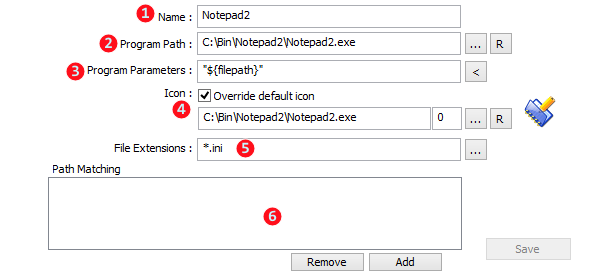 1 Name : Notepad2
2 Program Path : C:\Bin\Notepad2\Notepad2.exe ... R
3 Program Parameters : "${filepath}" <
Icon : Override default icon
4 C:\Bin\Notepad2\Notepad2.exe 0 ... R
File Extensions : *.ini 5 ...
Path Matching
6
Save
Remove Add